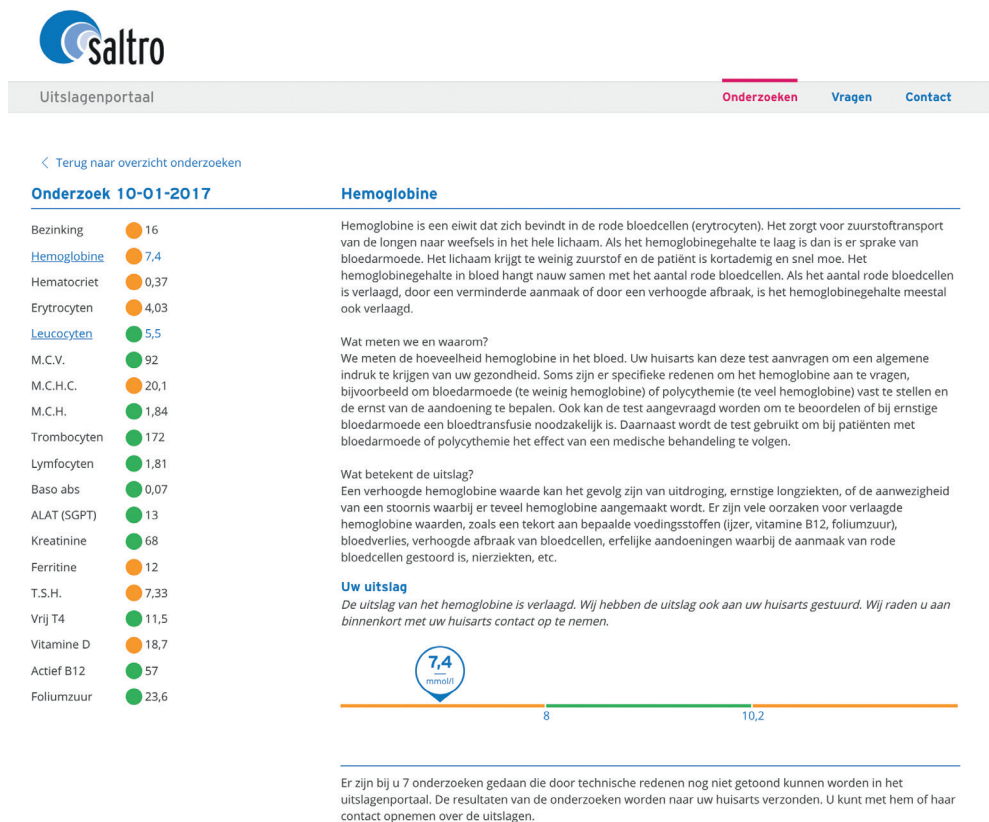 saltro
Uitslagenportaal
Onderzoeken
Vragen
Contact
Terug naar overzicht onderzoeken
Onderzoek 10-01-2017
Bezinking 16
Hemoglobine 7,4
Hematocriet 0,37
Erytrocyten 4,03
Leucocyten 5,5
M.C.V. 92
M.C.H.C. 20,1
M.C.H. 1,84
Trombocyten 172
Lymfocyten 1,81
Baso abs 0,07
ALAT (SGPT) 13
Kreatinine 68
Ferritine 12
T.S.H. 7,33
Vrij T4 11,5
Vitamine D 18,7
Actief B12 57
Foliumzuur 23,6
Hemoglobine
Hemoglobine is een eiwit dat zich bevindt in de rode bloedcellen (erytrocyten). Het zorgt voor zuurstoftransport
van de longen naar weefsels in het hele lichaam. Als het hemoglobinegehalte te laag is dan is er sprake van
bloedarmoede. Het lichaam krijgt te weinig zuurstof en de patiënt is kortademig en snel moe. Het
hemoglobinegehalte in bloed hangt nauw samen met het aantal rode bloedcellen. Als het aantal rode bloedcellen
is verlaagd, door een verminderde aanmaak of door een verhoogde afbraak, is het hemoglobinegehalte meestal
ook verlaagd.
Wat meten we en waarom?
We meten de hoeveelheid hemoglobine in het bloed. Uw huisarts kan deze test aanvragen om een algemene
indruk te krijgen van uw gezondheid. Soms zijn er specifieke redenen om het hemoglobine aan te vragen,
bijvoorbeeld om bloedarmoede (te weinig hemoglobine) of polycythemie (te veel hemoglobine) vast te stellen en
de ernst van de aandoening te bepalen. Ook kan de test aangevraagd worden om te beoordelen of bij ernstige
bloedarmoede een bloedtransfusie noodzakelijk is. Daarnaast wordt de test gebruikt om bij patiënten met
bloedarmoede of polycythemie het effect van een medische behandeling te volgen.
Wat betekent de uitslag?
Een verhoogde hemoglobine waarde kan het gevolg zijn van uitdroging, ernstige longziekten, of de aanwezigheid
van een stoornis waarbij er teveel hemoglobine aangemaakt wordt. Er zijn vele oorzaken voor verlaagde
hemoglobine waarden, zoals een tekort aan bepaalde voedingsstoffen (ijzer, vitamine B12, foliumzuur),
bloedverlies, verhoogde afbraak van bloedcellen, erfelijke aandoeningen waarbij de aanmaak van rode
bloedcellen gestoord is, nierziekten, etc.
Uw uitslag
De uitslag van het hemoglobine is verlaagd. Wij hebben de uitslag ook aan uw huisarts gestuurd. Wij raden u aan
binnenkort met uw huisarts contact op te nemen.
7,4
mmol/l
8
10,2
Er zijn bij u 7 onderzoeken gedaan die door technische redenen nog niet getoond kunnen worden in het
uitslagenportaal. De resultaten van de onderzoeken worden naar uw huisarts verzonden. U kunt met hem of haar
contact opnemen over de uitslagen.